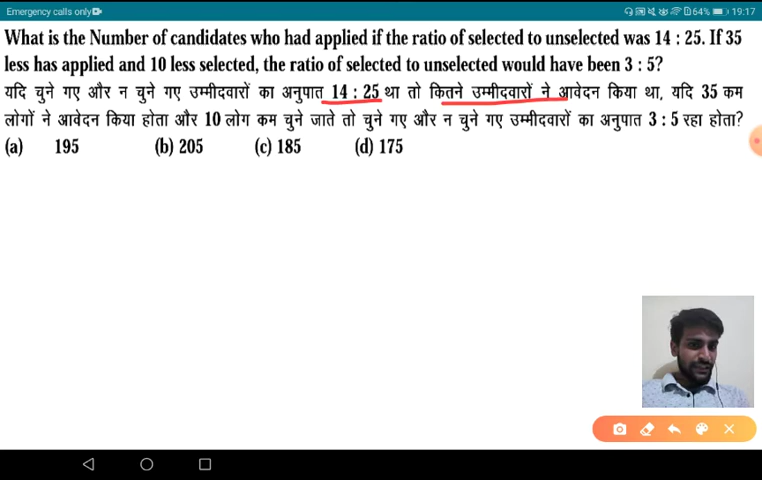 Emergency calls only 64% 19:17
What is the Number of candidates who had applied if the ratio of selected to unselected was 14 : 25. If 35
less has applied and 10 less selected, the ratio of selected to unselected would have been 3 : 5?
यदि चुने गए और न चुने गए उम्मीदवारों का अनुपात 14 : 25 था तो कितने उम्मीदवारों ने आवेदन किया था, यदि 35 कम
लोगों ने आवेदन किया होता और 10 लोग कम चुने जाते तो चुने गए और न चुने गए उम्मीदवारों का अनुपात 3 : 5 रहा होता?
(a) 195 (b) 205 (c) 185 (d) 175